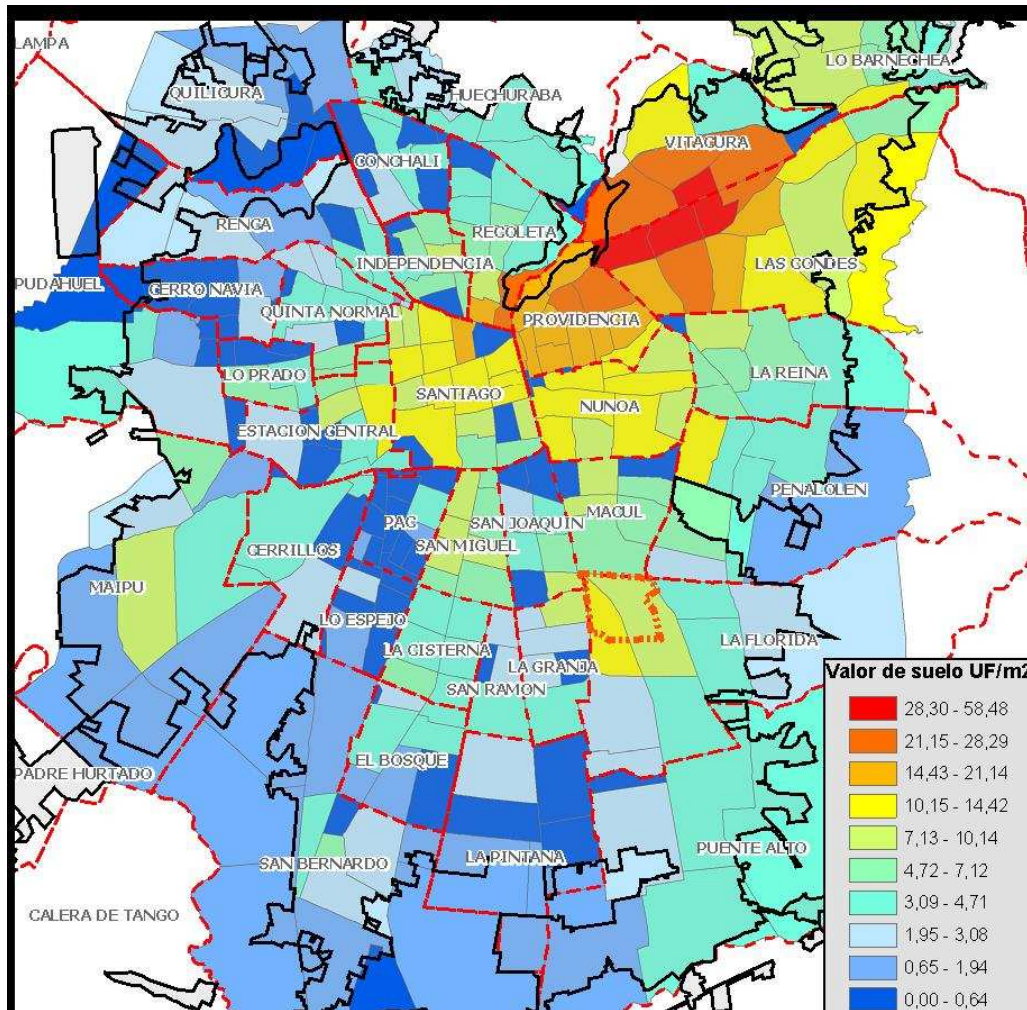 LAMPA
LO BARNECHEA
QUILICURA
HUECHURABA
VITACURA
CONCHALI
RENCA
RECOLETA
INDEPENDENCIA
LAS CONDES
PUDAHUEL
CERRO NAVIA
QUINTA NORMAL
PROVIDENCIA
LO PRADO
LA REINA
SANTIAGO
NUNOA
ESTACION CENTRAL
PEÑALOLEN
PAC
SAN JOAQUIN
MACUL
SAN MIGUEL
CERRILLOS
MAIPU
LO ESPEJO
LA FLORIDA
LA CISTERNA
LA GRANJA
SAN RAMON
Valor de suelo UF/m2
28,30 - 58,48
21,15 - 28,29
14,43 - 21,14
10,15 - 14,42
7,13 - 10,14
4,72 - 7,12
3,09 - 4,71
1,95 - 3,08
0,65 - 1,94
0,00 - 0,64
EL BOSQUE
PADRE HURTADO
PUENTE ALTO
SAN BERNARDO
LA PINTANA
CALERA DE TANGO